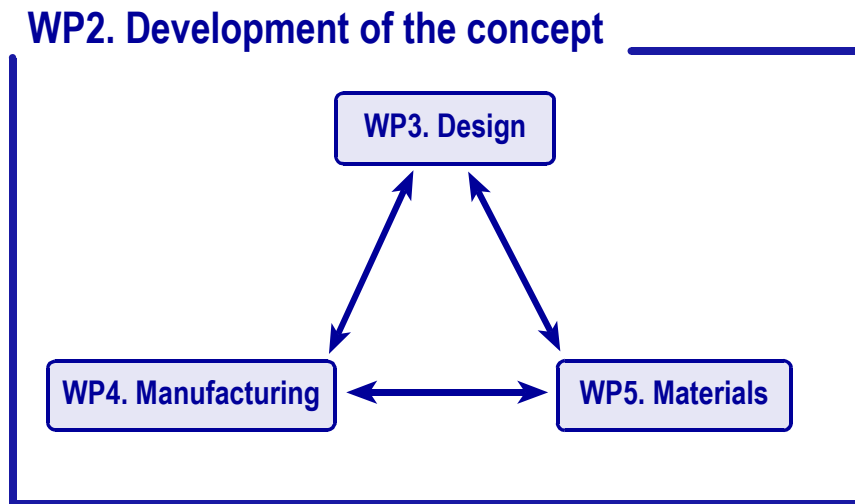 WP2. Development of the concept
WP3. Design
WP4. Manufacturing
WP5. Materials